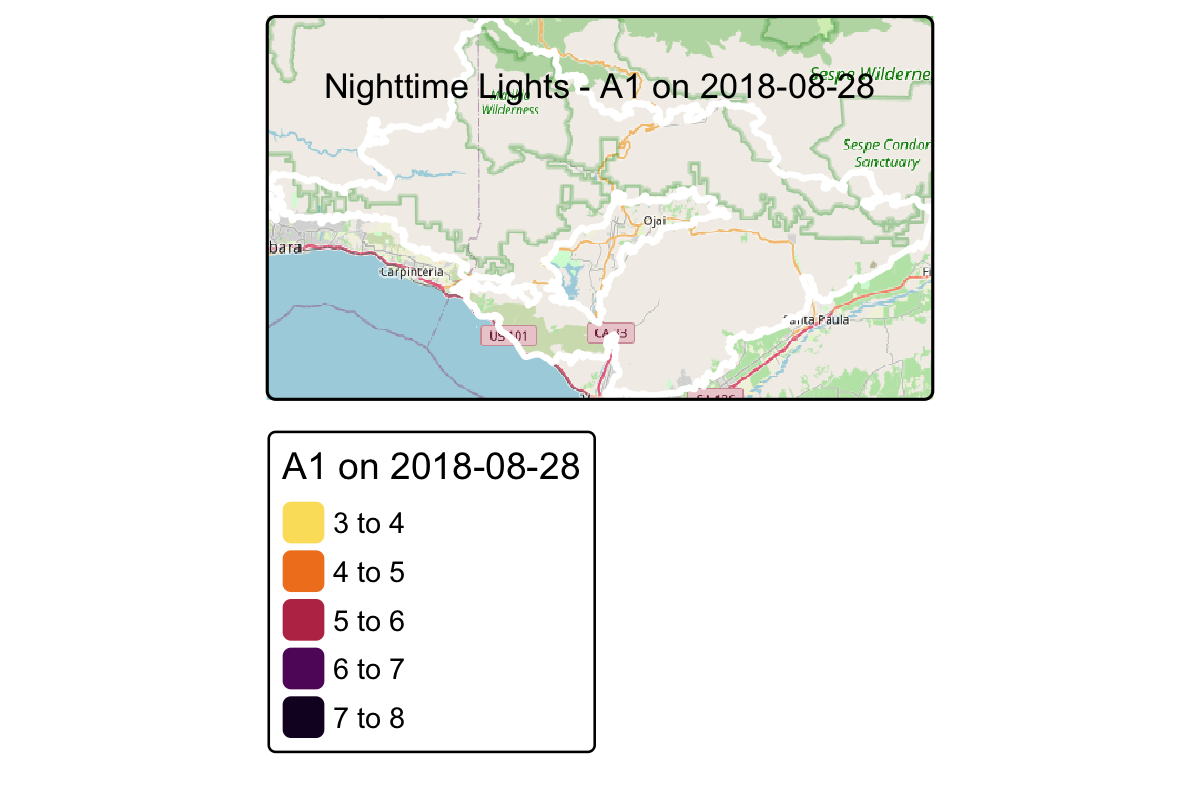 Sespe Wilderne
Nighttime Lights - A1 on 2018-08-28
Wilderness
Sespe Condor
Sanctuary
Ojai
bara
Carpinteria
Fi
Santa Paula
US 101
CA 33
A1 on 2018-08-28
3 to 4
4 to 5
5 to 6
6 to 7
7 to 8